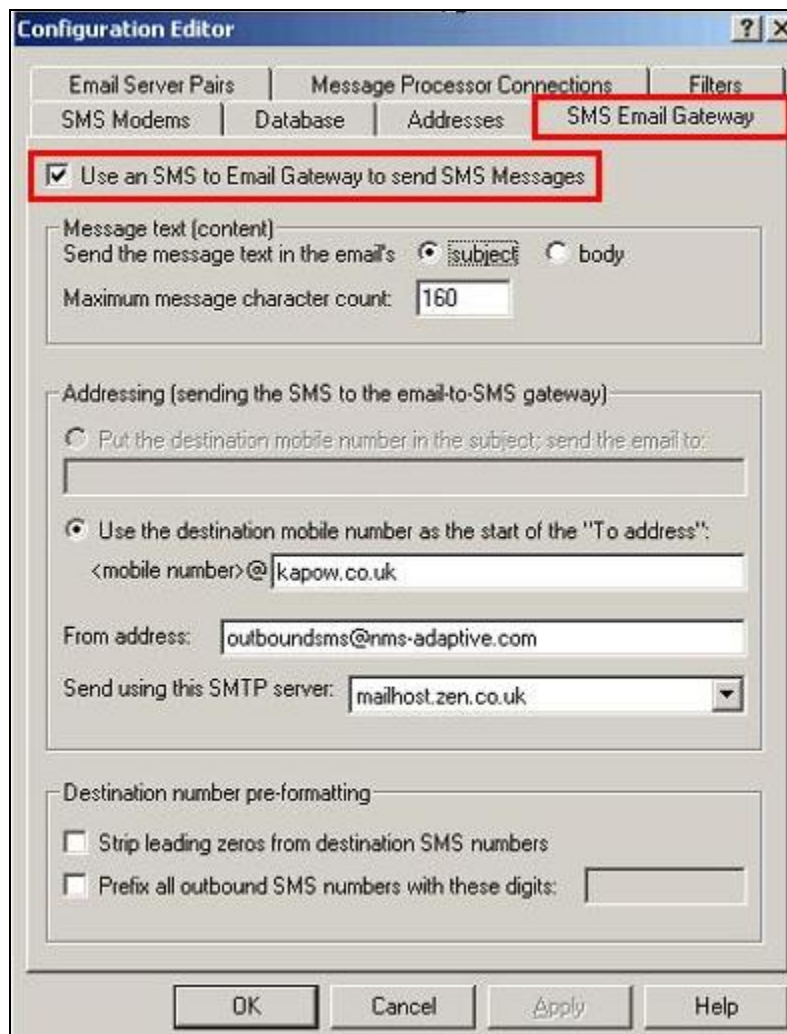 Configuration Editor
Email Server Pairs Message Processor Connections Filters
SMS Modems Database Addresses SMS Email Gateway
Use an SMS to Email Gateway to send SMS Messages
Message text (content)
Send the message text in the email's subject body
Maximum message character count: 160
Addressing (sending the SMS to the email-to-SMS gateway)
Put the destination mobile number in the subject; send the email to:
Use the destination mobile number as the start of the "To address":
<mobile number>@ kapow.co.uk
From address: outboundsms@nms-adaptive.com
Send using this SMTP server: mailhost.zen.co.uk
Destination number pre-formatting
Strip leading zeros from destination SMS numbers
Prefix all outbound SMS numbers with these digits:
OK Cancel Apply Help